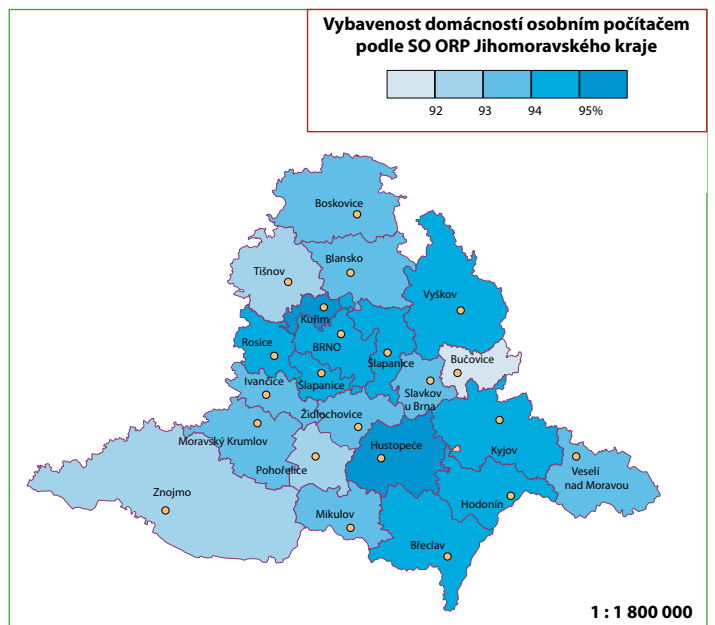 Vybavenost domácností osobním počítačem
podle SO ORP Jihomoravského kraje
92 93 94 95%
Boskovice
Blansko
Tišnov
Vyškov
Kuřim
Rosice
BRNO
Šlapanice
Bučovice
Ivančice
Šlapanice
Slavkov
u Brna
Židlochovice
Moravský Krumlov
Hustopeče
Kyjov
Pohořelice
Veselí
nad Moravou
Znojmo
Hodonín
Mikulov
Břeclav
1 : 1 800 000